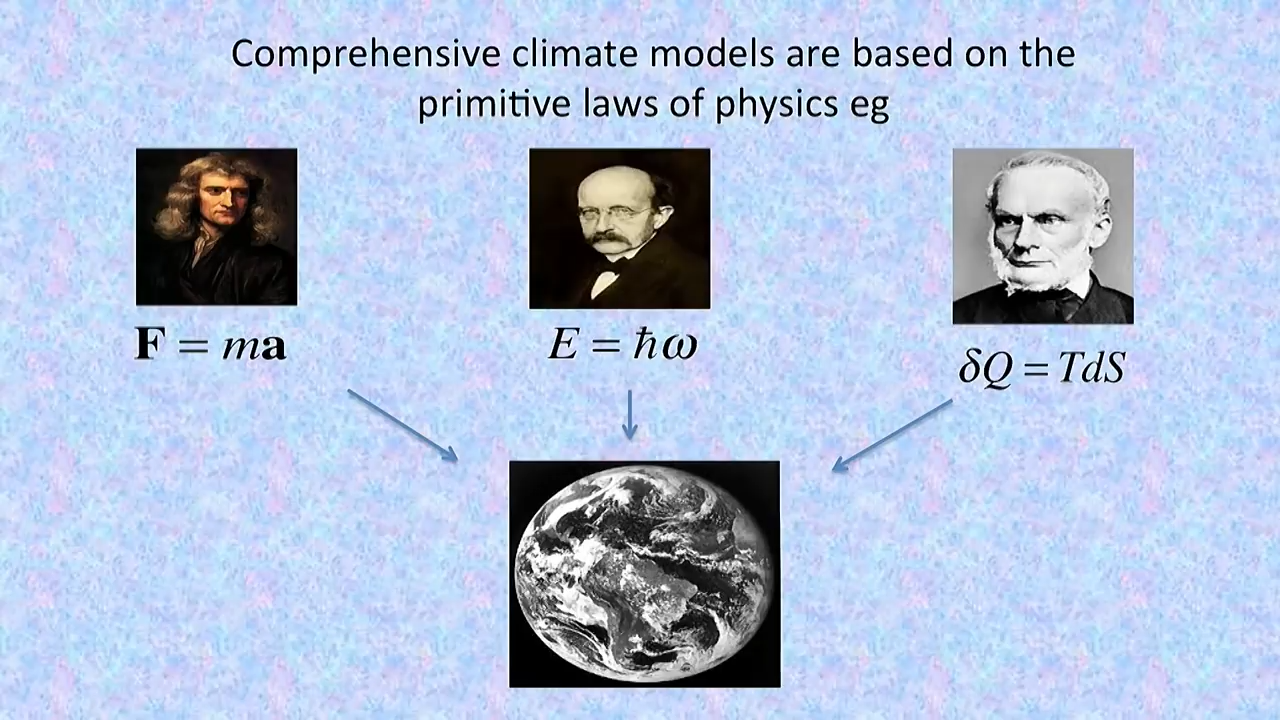 Comprehensive climate models are based on the
primitive laws of physics eg
F = ma
E = ħω
δQ = TdS